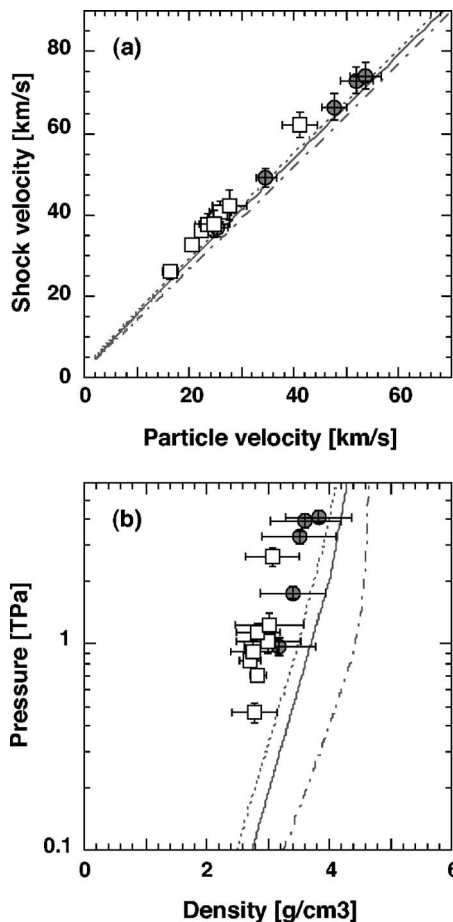 (a)
Shock velocity [km/s]
80
60
40
20
0
0 20 40 60
Particle velocity [km/s]
(b)
Pressure [TPa]
1
0.1
0 2 4 6
Density [g/cm3]